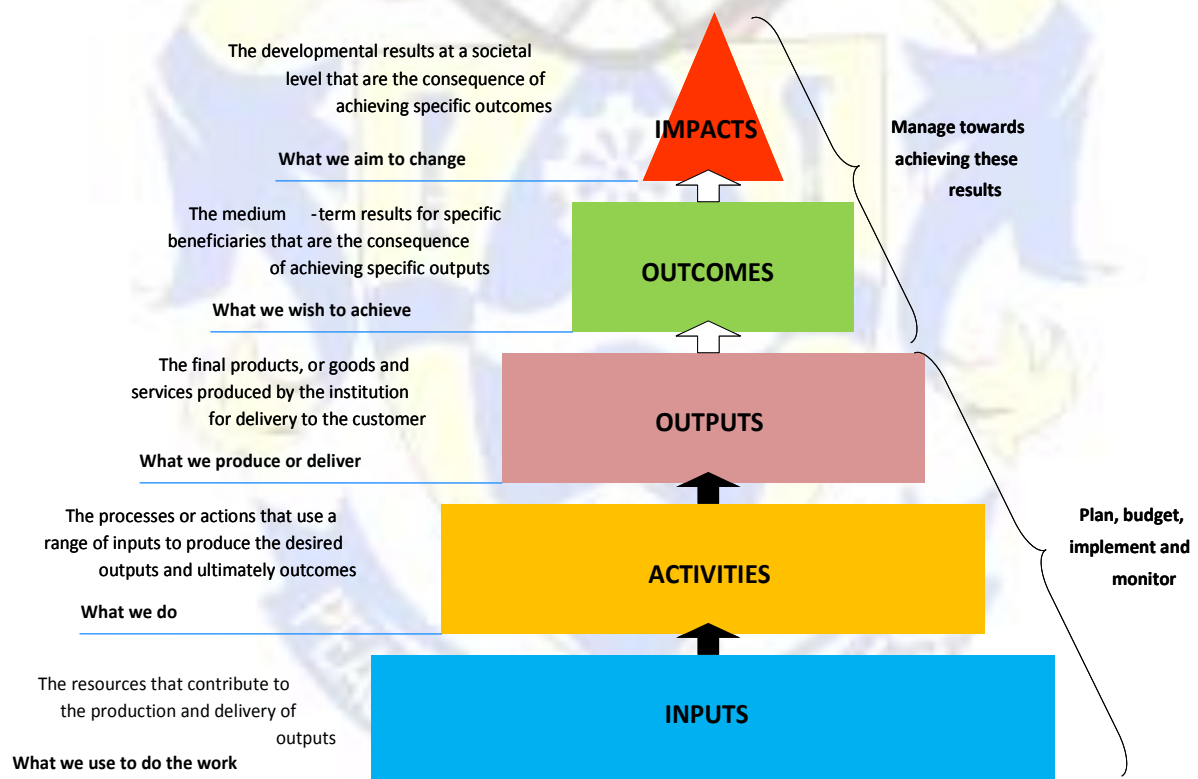 The developmental results at a societal
level that are the consequence of
achieving specific outcomes
What we aim to change
IMPACTS
Manage towards
achieving these
results
The medium -term results for specific
beneficiaries that are the consequence
of achieving specific outputs
What we wish to achieve
OUTCOMES
The final products, or goods and
services produced by the institution
for delivery to the customer
What we produce or deliver
OUTPUTS
The processes or actions that use a
range of inputs to produce the desired
outputs and ultimately outcomes
What we do
ACTIVITIES
Plan, budget,
implement and
monitor
The resources that contribute to
the production and delivery of
outputs
What we use to do the work
INPUTS